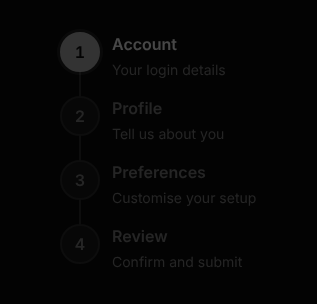 1
Account
Your login details
2
Profile
Tell us about you
3
Preferences
Customise your setup
4
Review
Confirm and submit